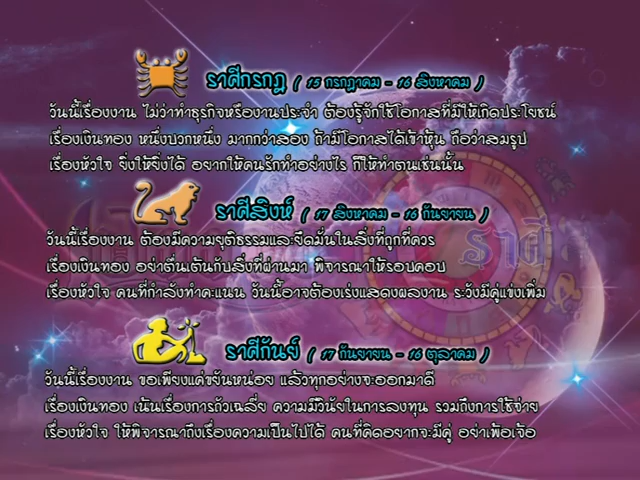 ราศีกรกฎ ( 15 กรกฎาคม - 16 สิงหาคม )
วันนี้เรื่องงาน ไม่ว่าทำธุรกิจหรืองานประจำ ต้องรู้จักใช้โอกาสที่มีให้เกิดประโยชน์
เรื่องเงินทอง หนึ่งบวกหนึ่ง มากกว่าสอง ถ้ามีโอกาสได้เข้าหุ้น ถือว่าสมรูป
เรื่องหัวใจ ยิ่งให้ยิ่งได้ อยากให้คนรักทำอย่างไร ก็ให้ทำตนเช่นนั้น
ราศีสิงห์ ( 17 สิงหาคม - 16 กันยายน )
วันนี้เรื่องงาน ต้องมีความยุติธรรมและยึดมั่นในสิ่งที่ถูกที่ควร
เรื่องเงินทอง อย่าตื่นเต้นกับสิ่งที่ผ่านมา พิจารณาให้รอบคอบ
เรื่องหัวใจ คนที่กำลังทำคะแนน วันนี้อาจต้องเร่งแสดงผลงาน ระวังมีคู่แข่งเพิ่ม
ราศีกันย์ ( 17 กันยายน - 16 ตุลาคม )
วันนี้เรื่องงาน ขอเพียงแค่ขยันหน่อย แล้วทุกอย่างจะออกมาดี
เรื่องเงินทอง เน้นเรื่องการถัวเฉลี่ย ความมีวินัยในการลงทุน รวมถึงการใช้จ่าย
เรื่องหัวใจ ให้พิจารณาถึงเรื่องความเป็นไปได้ คนที่คิดอยากจะมีคู่ อย่าเพ้อเจ้อ